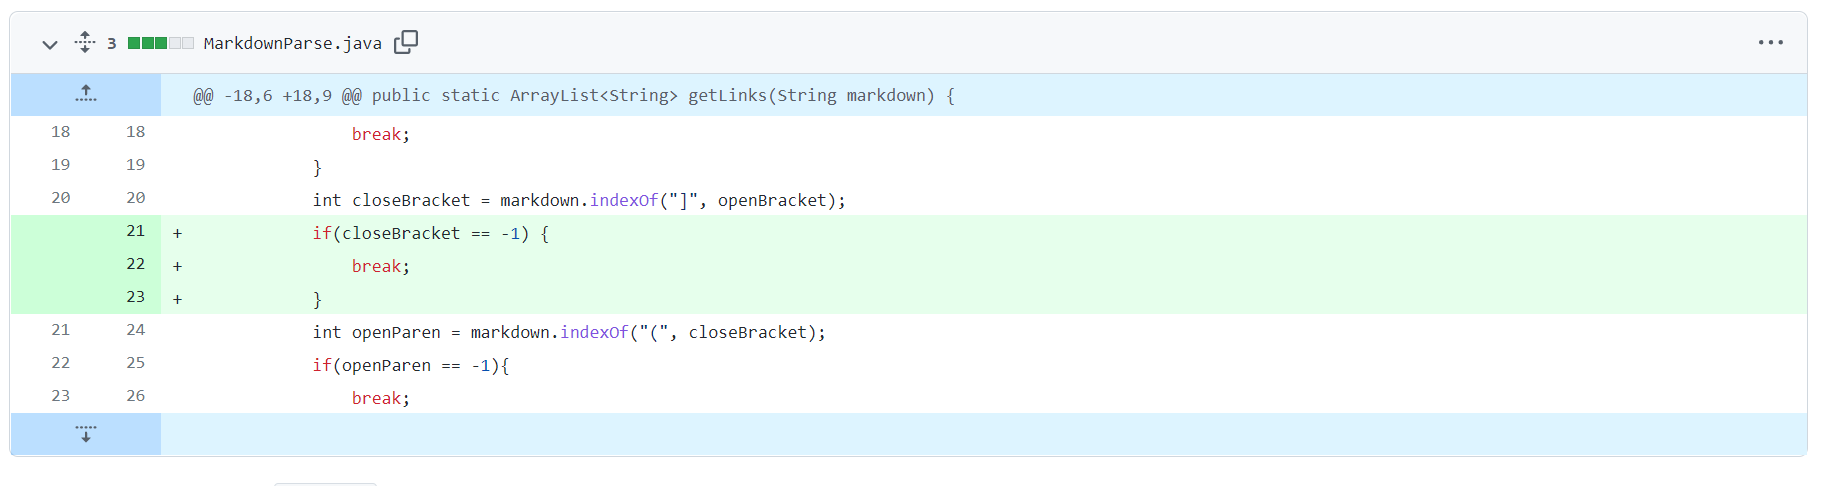 3 MarkdownParse.java
@@ -18,6 +18,9 @@ public static ArrayList<String> getLinks(String markdown) {
18 18 break;
19 19 }
20 20 int closeBracket = markdown.indexOf("]", openBracket);
21 + if(closeBracket == -1) {
22 + break;
23 + }
21 24 int openParen = markdown.indexOf("(", closeBracket);
22 25 if(openParen == -1){
23 26 break;